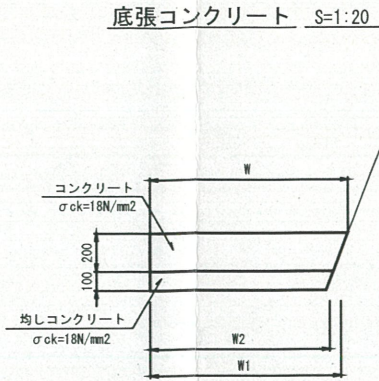 底張コンクリート S=1:20
W
コンクリート
σck=18N/mm2
200
100
均しコンクリート
σck=18N/mm2
W2
W1